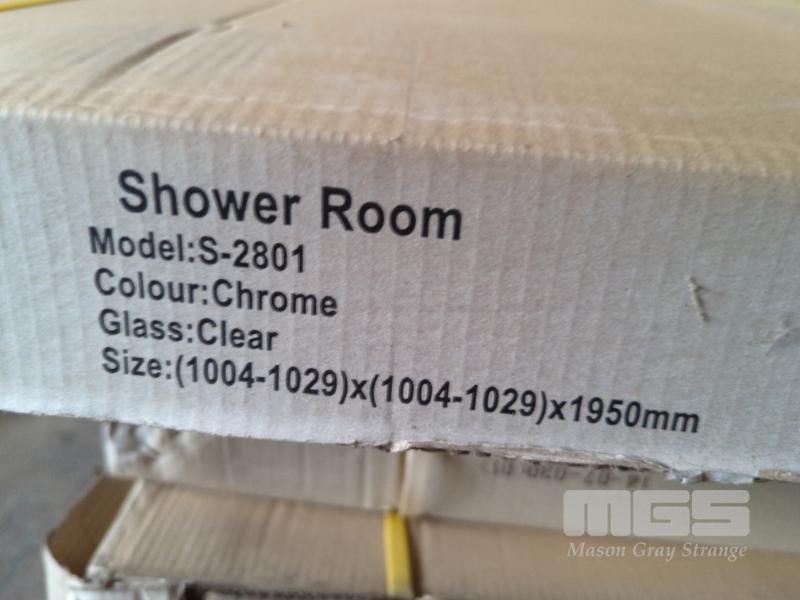 Shower Room
Model:S-2801
Colour:Chrome
Glass:Clear
Size:(1004-1029)x(1004-1029)x1950mm
MGS
Mason Gray Strange